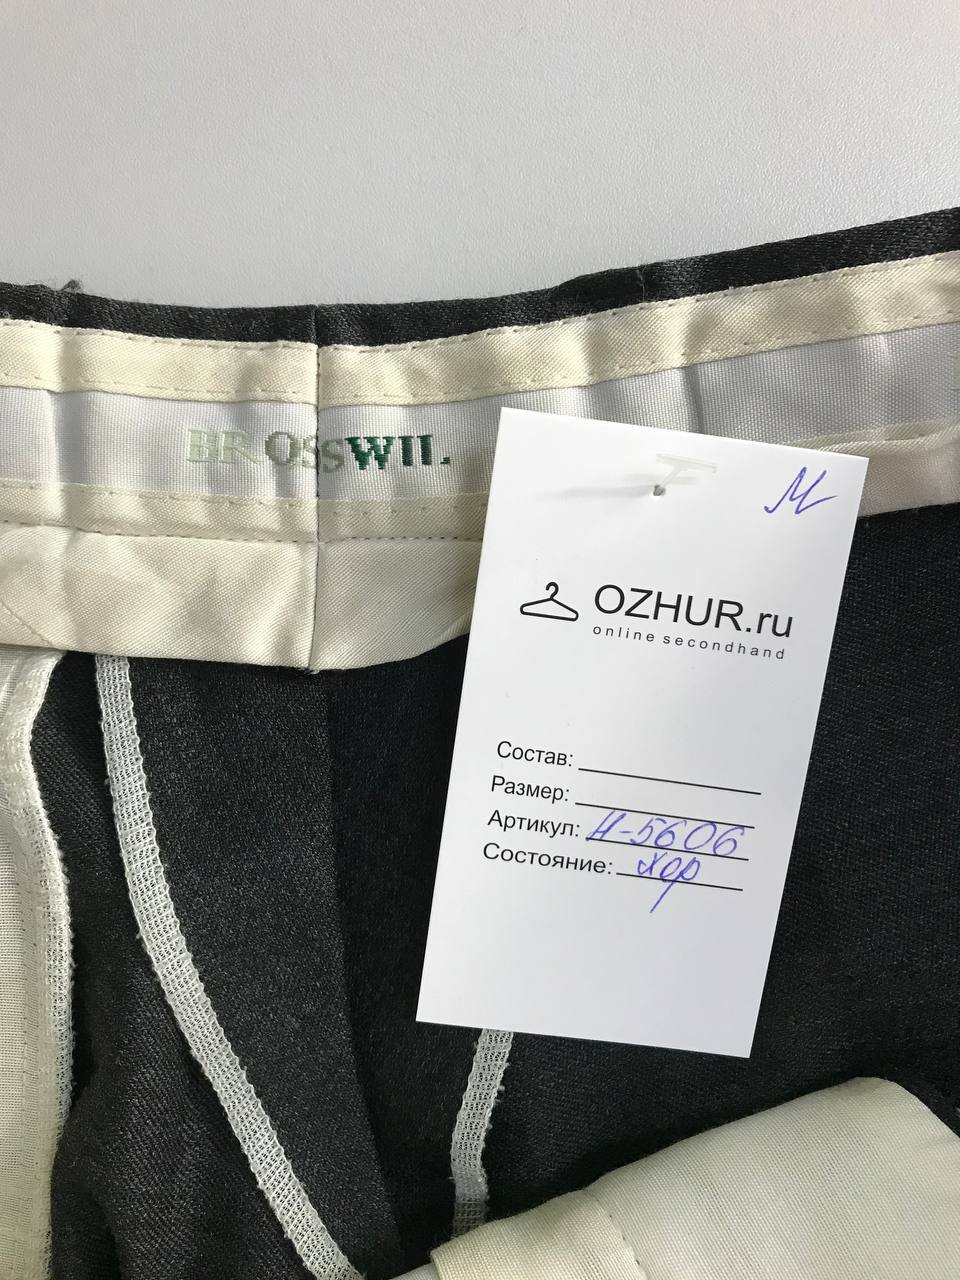 BROSSWIL
М
OZHUR.ru
online secondhand
Состав:
Размер:
Артикул: Н-5606
Состояние: хор